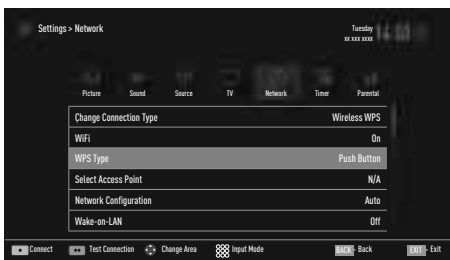 Settings > Network
Tuesday
xx xxx xxxx
Picture Sound Source TV Network Timer Parental
Change Connection Type Wireless WPS
WiFi On
WPS Type Push Button
Select Access Point N/A
Network Configuration Auto
Wake-on-LAN Off
Connect Test Connection Change Area Input Mode BACK - Back EXIT - Exit